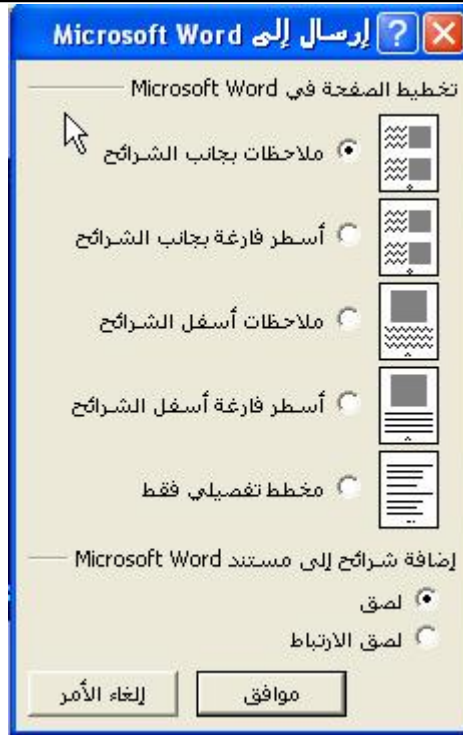 إرسال إلى Microsoft Word
تخطيط الصفحة في Microsoft Word
ملاحظات بجانب الشرائح
أسطر فارغة بجانب الشرائح
ملاحظات أسفل الشرائح
أسطر فارغة أسفل الشرائح
مخطط تفصيلي فقط
إضافة شرائح إلى مستند Microsoft Word
لصق
لصق الارتباط
موافق
إلغاء الأمر